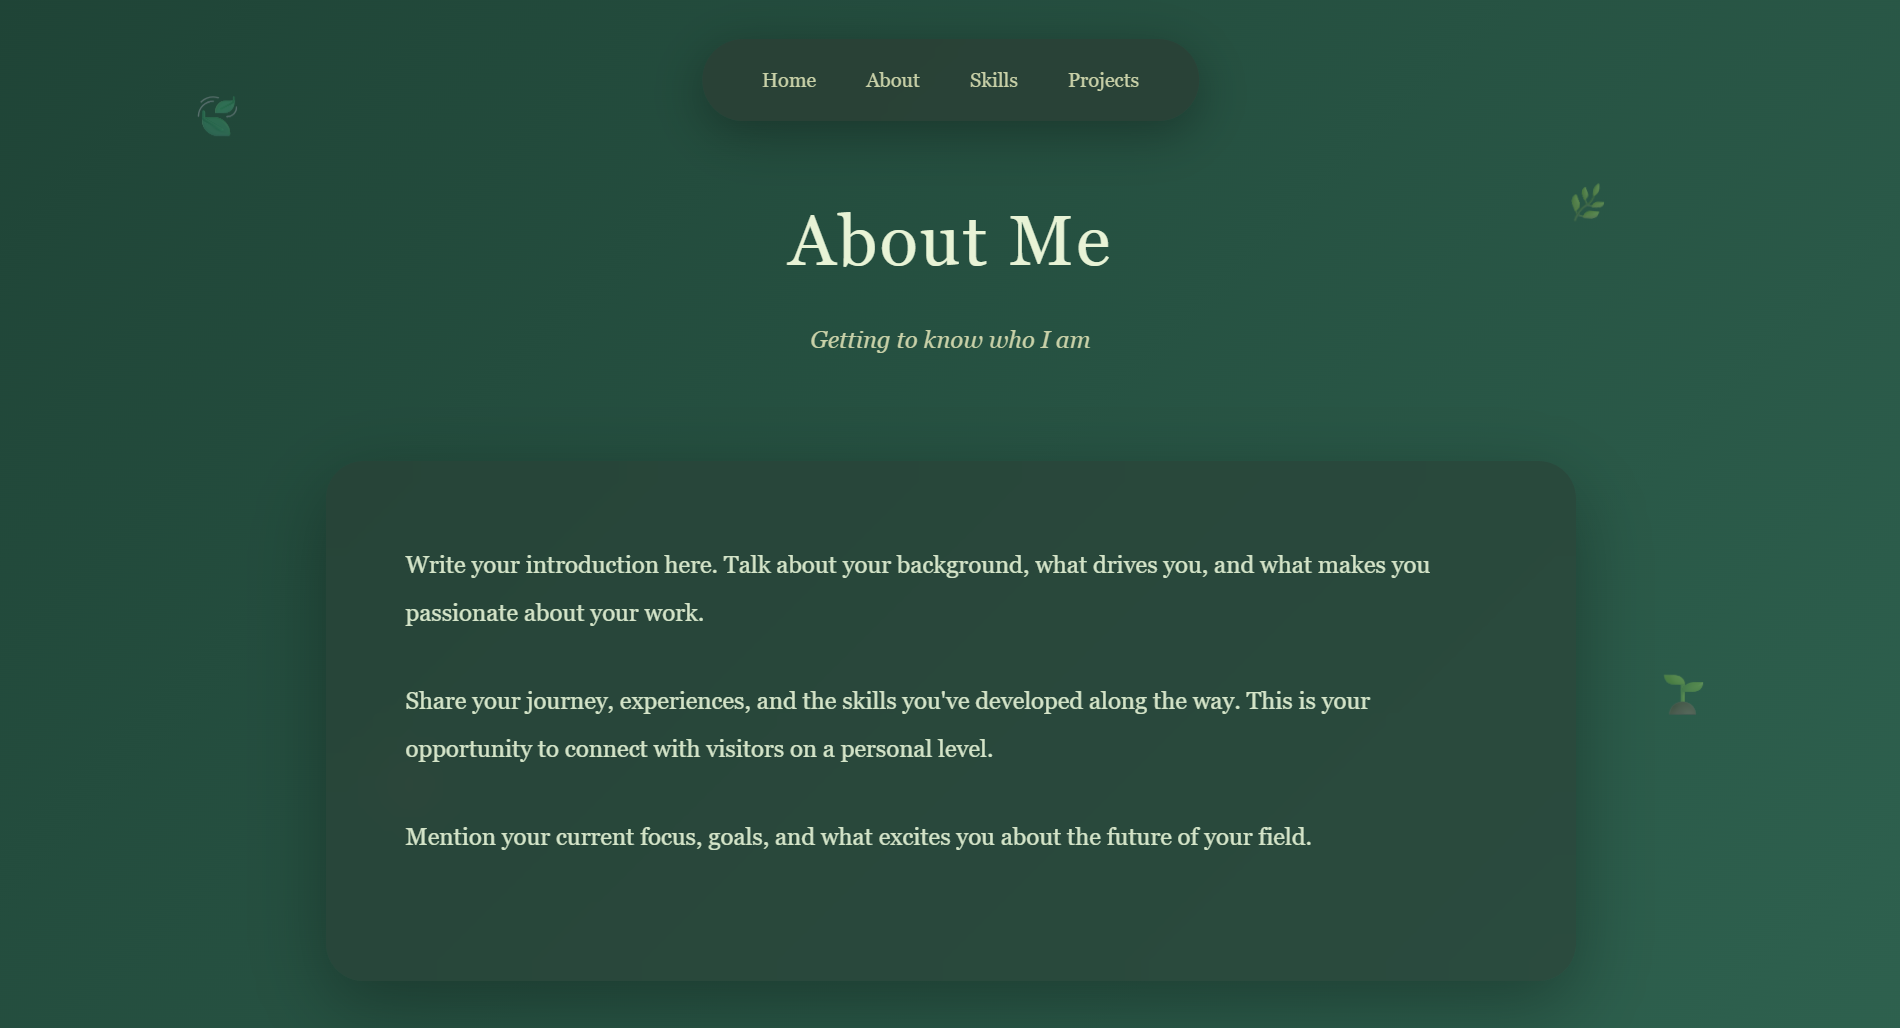 Home About Skills Projects
About Me
Getting to know who I am
Write your introduction here. Talk about your background, what drives you, and what makes you
passionate about your work.
Share your journey, experiences, and the skills you've developed along the way. This is your
opportunity to connect with visitors on a personal level.
Mention your current focus, goals, and what excites you about the future of your field.